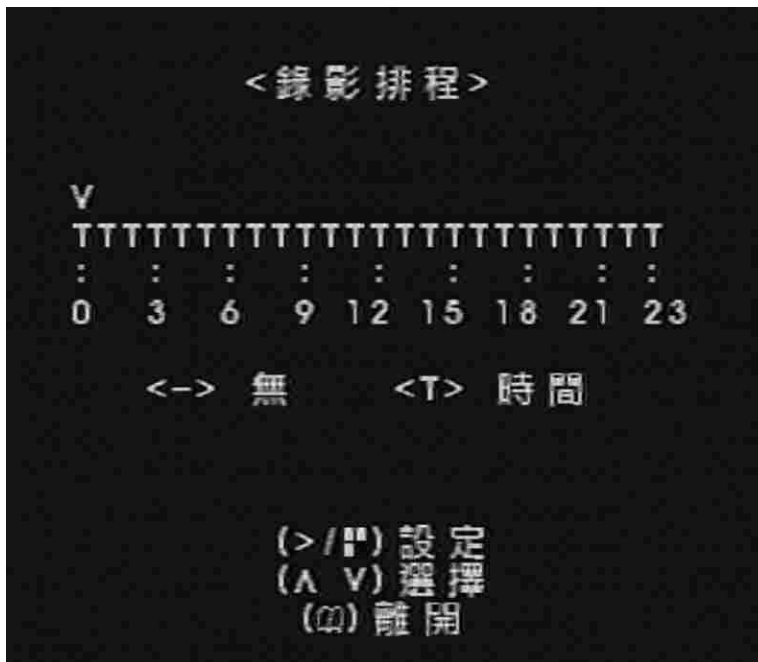 <錄影排程>
V
TTTTTTTTTTTTTTTTTTTTTTTT
: : : : : : : : :
0 3 6 9 12 15 18 21 23
<-> 無 <T> 時間
(>/▛) 設定
(∧ ∨) 選擇
(🕮) 離開